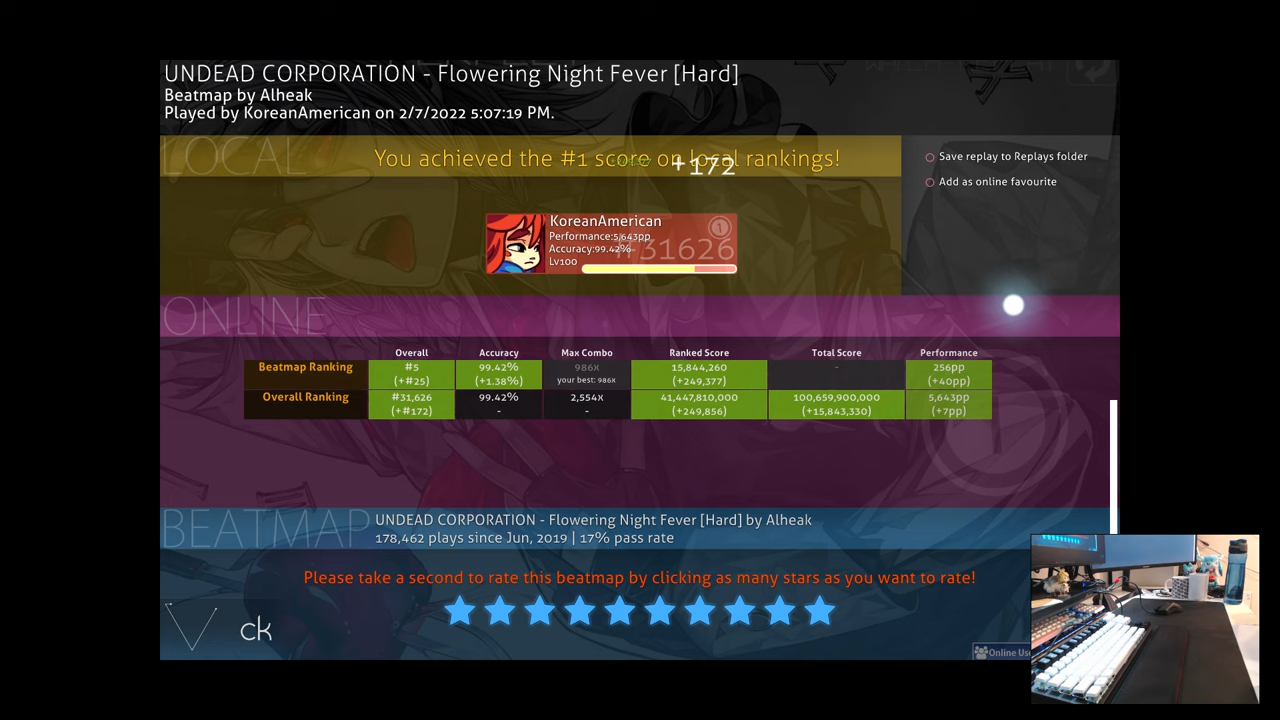 UNDEAD CORPORATION - Flowering Night Fever [Hard]
Beatmap by Alheak
Played by KoreanAmerican on 2/7/2022 5:07:19 PM.
LOCAL
You achieved the #1 score on local rankings!
+172
Save replay to Replays folder
Add as online favourite
KoreanAmerican
Performance:5,643pp
Accuracy:99.42%
Lv100
1
#31626
ONLINE
Overall Accuracy Max Combo Ranked Score Total Score Performance
Beatmap Ranking #5 99.42% 986x 15,844,260 - 256pp
(+#25) (+1.38%) your best: 986x (+249,377) (+40pp)
Overall Ranking #31,626 99.42% 2,554x 41,447,810,000 100,659,900,000 5,643pp
(+#172) - - (+249,856) (+15,843,330) (+7pp)
BEATMAP
UNDEAD CORPORATION - Flowering Night Fever [Hard] by Alheak
178,462 plays since Jun, 2019 | 17% pass rate
Please take a second to rate this beatmap by clicking as many stars as you want to rate!
ck
Online